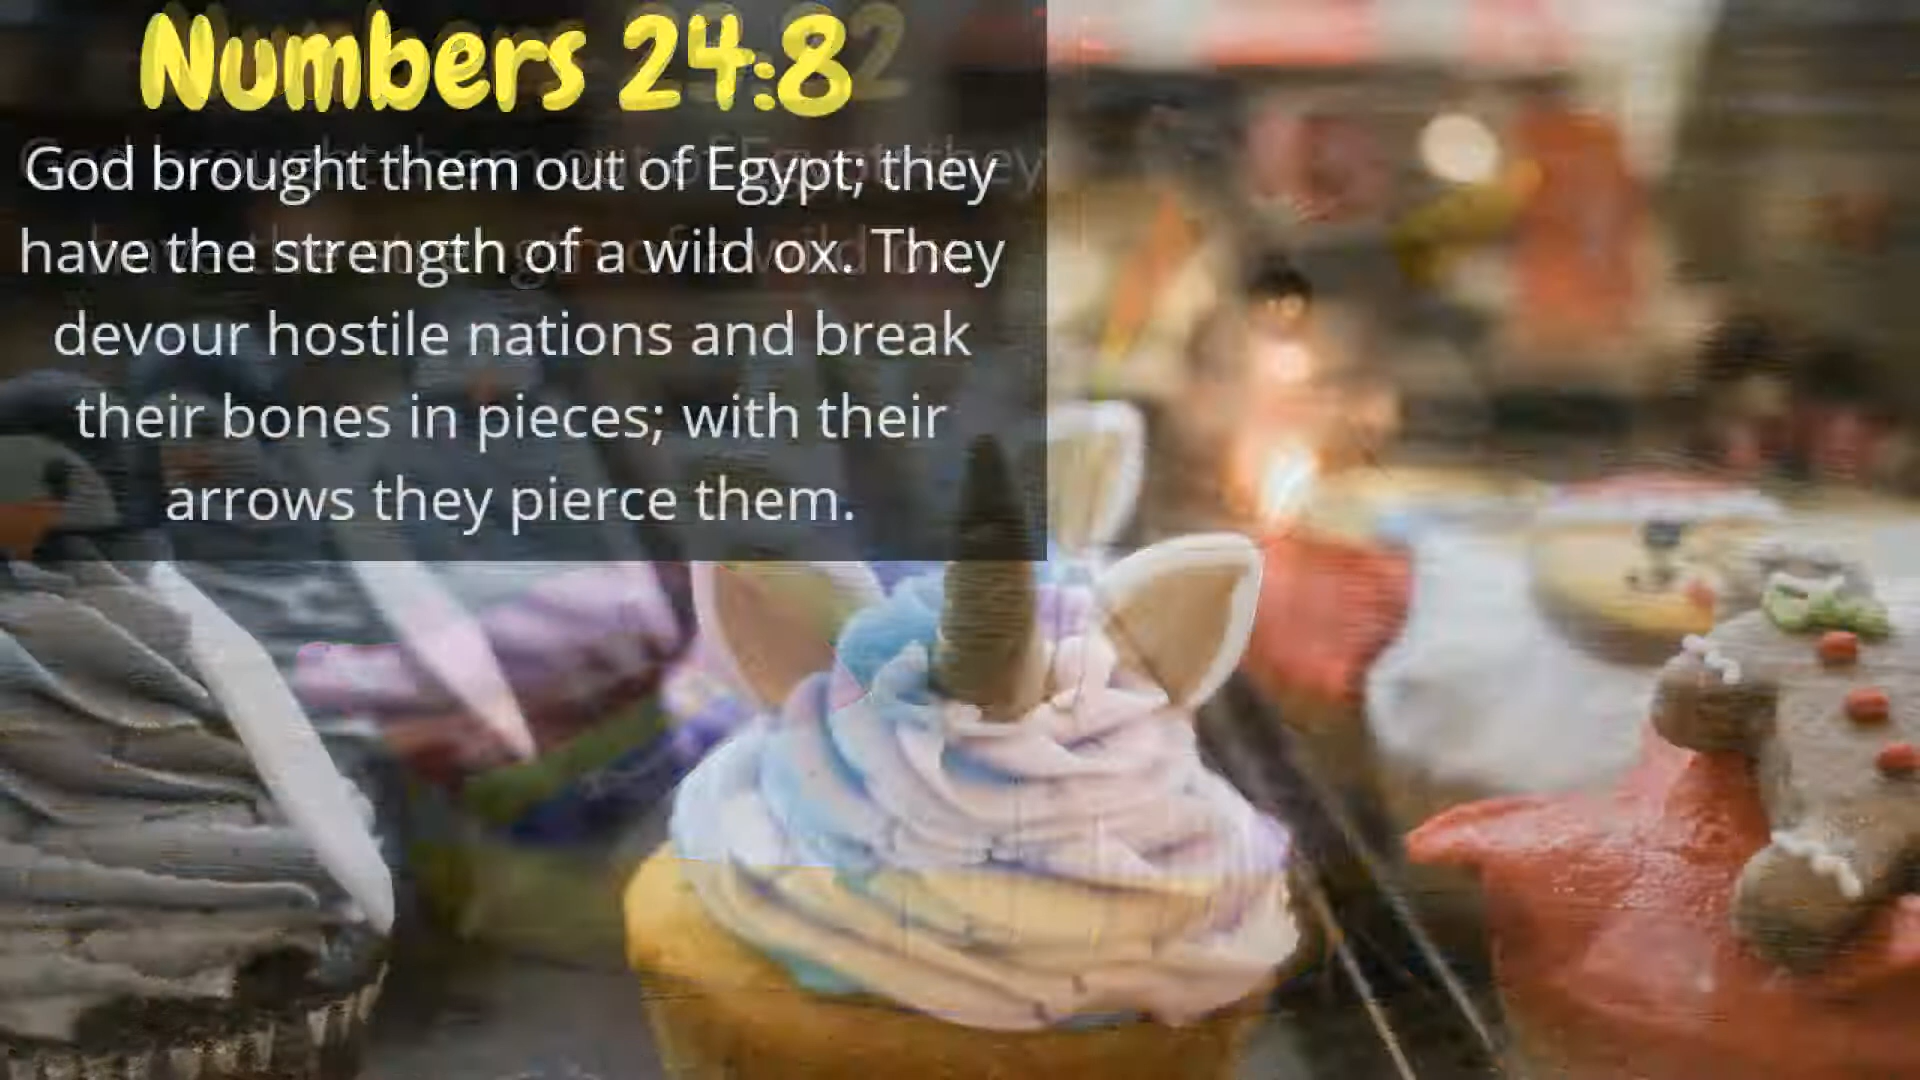 Numbers 24:8
God brought them out of Egypt; they
have the strength of a wild ox. They
devour hostile nations and break
their bones in pieces; with their
arrows they pierce them.